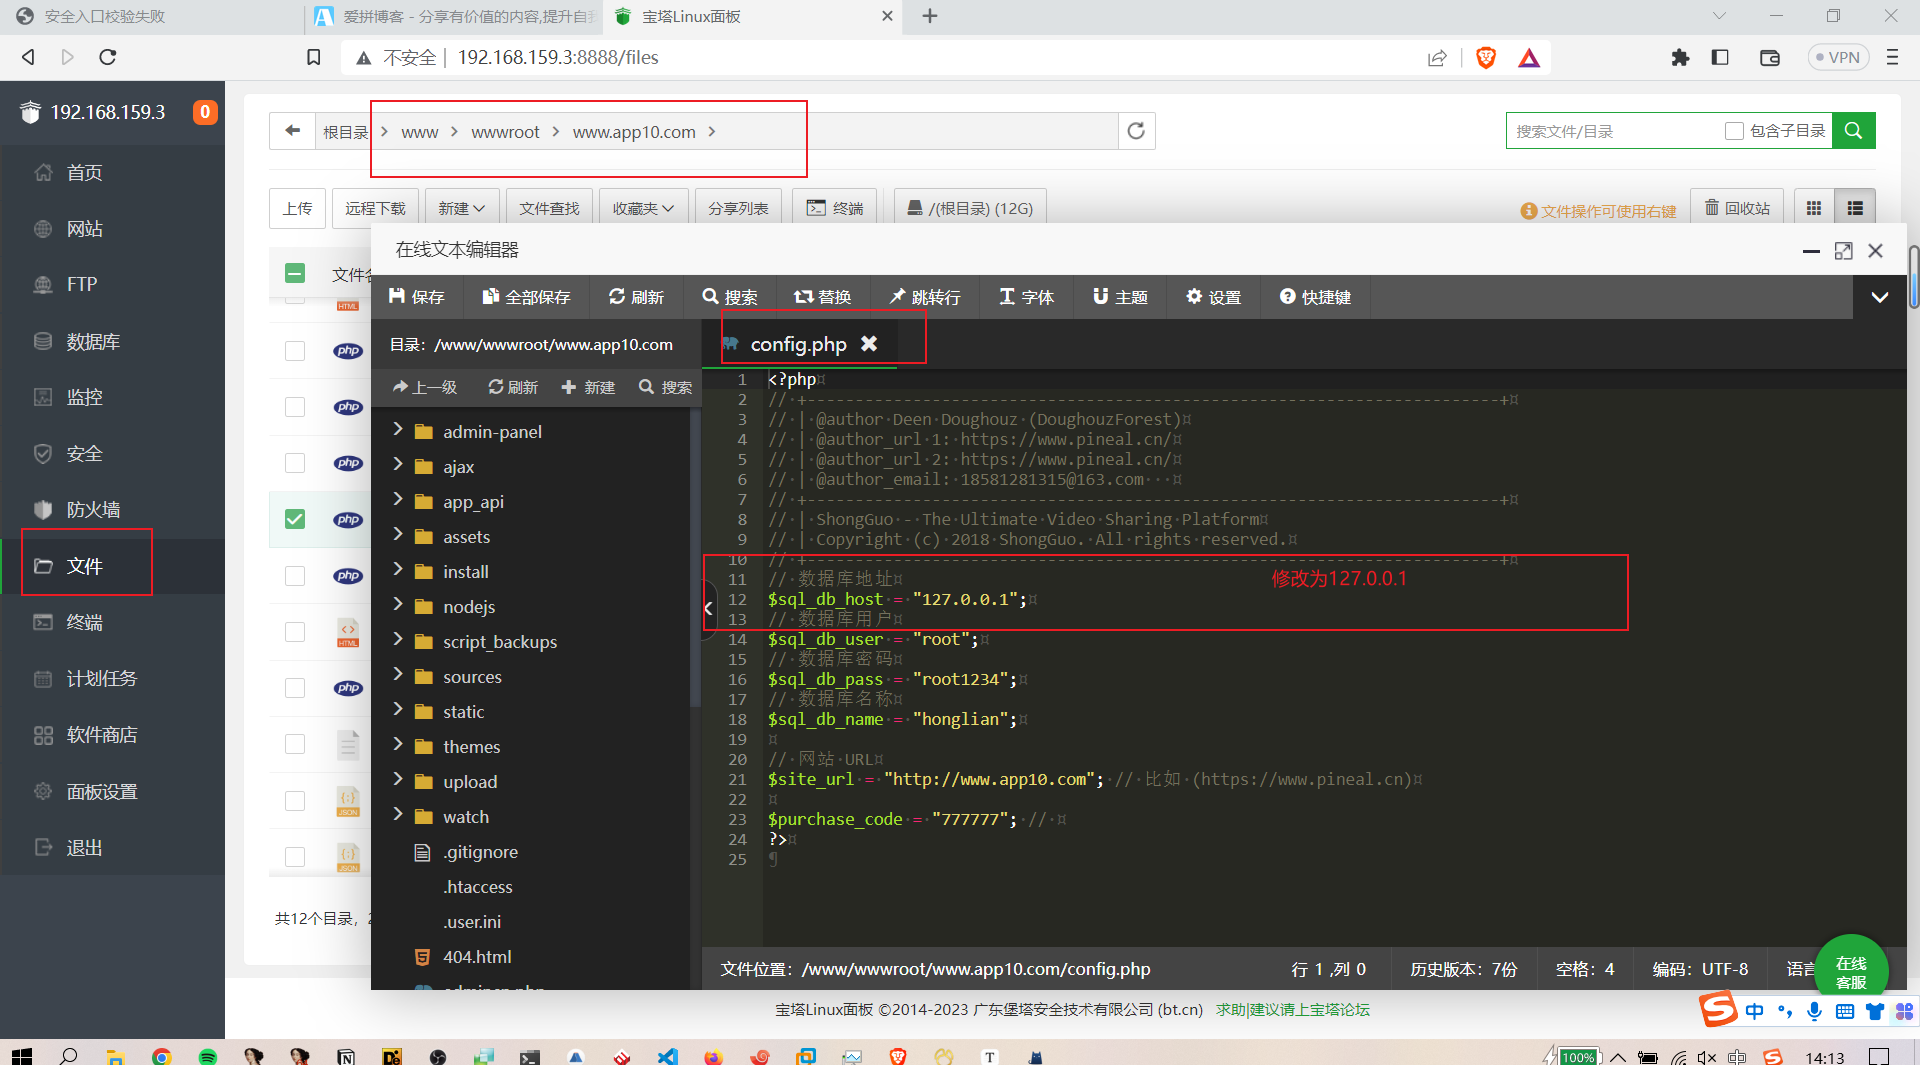 安全入口校验失败
爱拼博客 - 分享有价值的内容,提升自我
宝塔Linux面板
不安全
192.168.159.3:8888/files
VPN
192.168.159.3
0
首页
网站
FTP
数据库
监控
安全
防火墙
文件
终端
计划任务
软件商店
面板设置
退出
根目录 www wwwroot www.app10.com
搜索文件/目录
包含子目录
上传
远程下载
新建
文件查找
收藏夹
分享列表
终端
/(根目录) (12G)
文件操作可使用右键
回收站
文件名
共12个目录，
在线文本编辑器
保存
全部保存
刷新
搜索
替换
跳转行
字体
主题
设置
快捷键
目录：/www/wwwroot/www.app10.com
上一级
刷新
新建
搜索
admin-panel
ajax
app_api
assets
install
nodejs
script_backups
sources
static
themes
upload
watch
.gitignore
.htaccess
.user.ini
404.html
admincp.php
config.php
1 <?php
2 // +------------------------------------------------------------------------+
3 // | @author Deen Doughouz (DoughouzForest)
4 // | @author_url 1: https://www.pineal.cn/
5 // | @author_url 2: https://www.pineal.cn/
6 // | @author_email: 18581281315@163.com
7 // +------------------------------------------------------------------------+
8 // | ShongGuo - The Ultimate Video Sharing Platform
9 // | Copyright (c) 2018 ShongGuo. All rights reserved.
10 // +------------------------------------------------------------------------+
11 // 数据库地址
修改为127.0.0.1
12 $sql_db_host = "127.0.0.1";
13 // 数据库用户
14 $sql_db_user = "root";
15 // 数据库密码
16 $sql_db_pass = "root1234";
17 // 数据库名称
18 $sql_db_name = "honglian";
19
20 // 网站 URL
21 $site_url = "http://www.app10.com"; // 比如 (https://www.pineal.cn)
22
23 $purchase_code = "777777"; //
24 ?>
25
文件位置：/www/wwwroot/www.app10.com/config.php
行 1 ,列 0
历史版本：7份
空格：4
编码：UTF-8
语言
在线
客服
宝塔Linux面板 ©2014-2023 广东堡塔安全技术有限公司 (bt.cn) 求助|建议请上宝塔论坛
中
100%
中
14:13